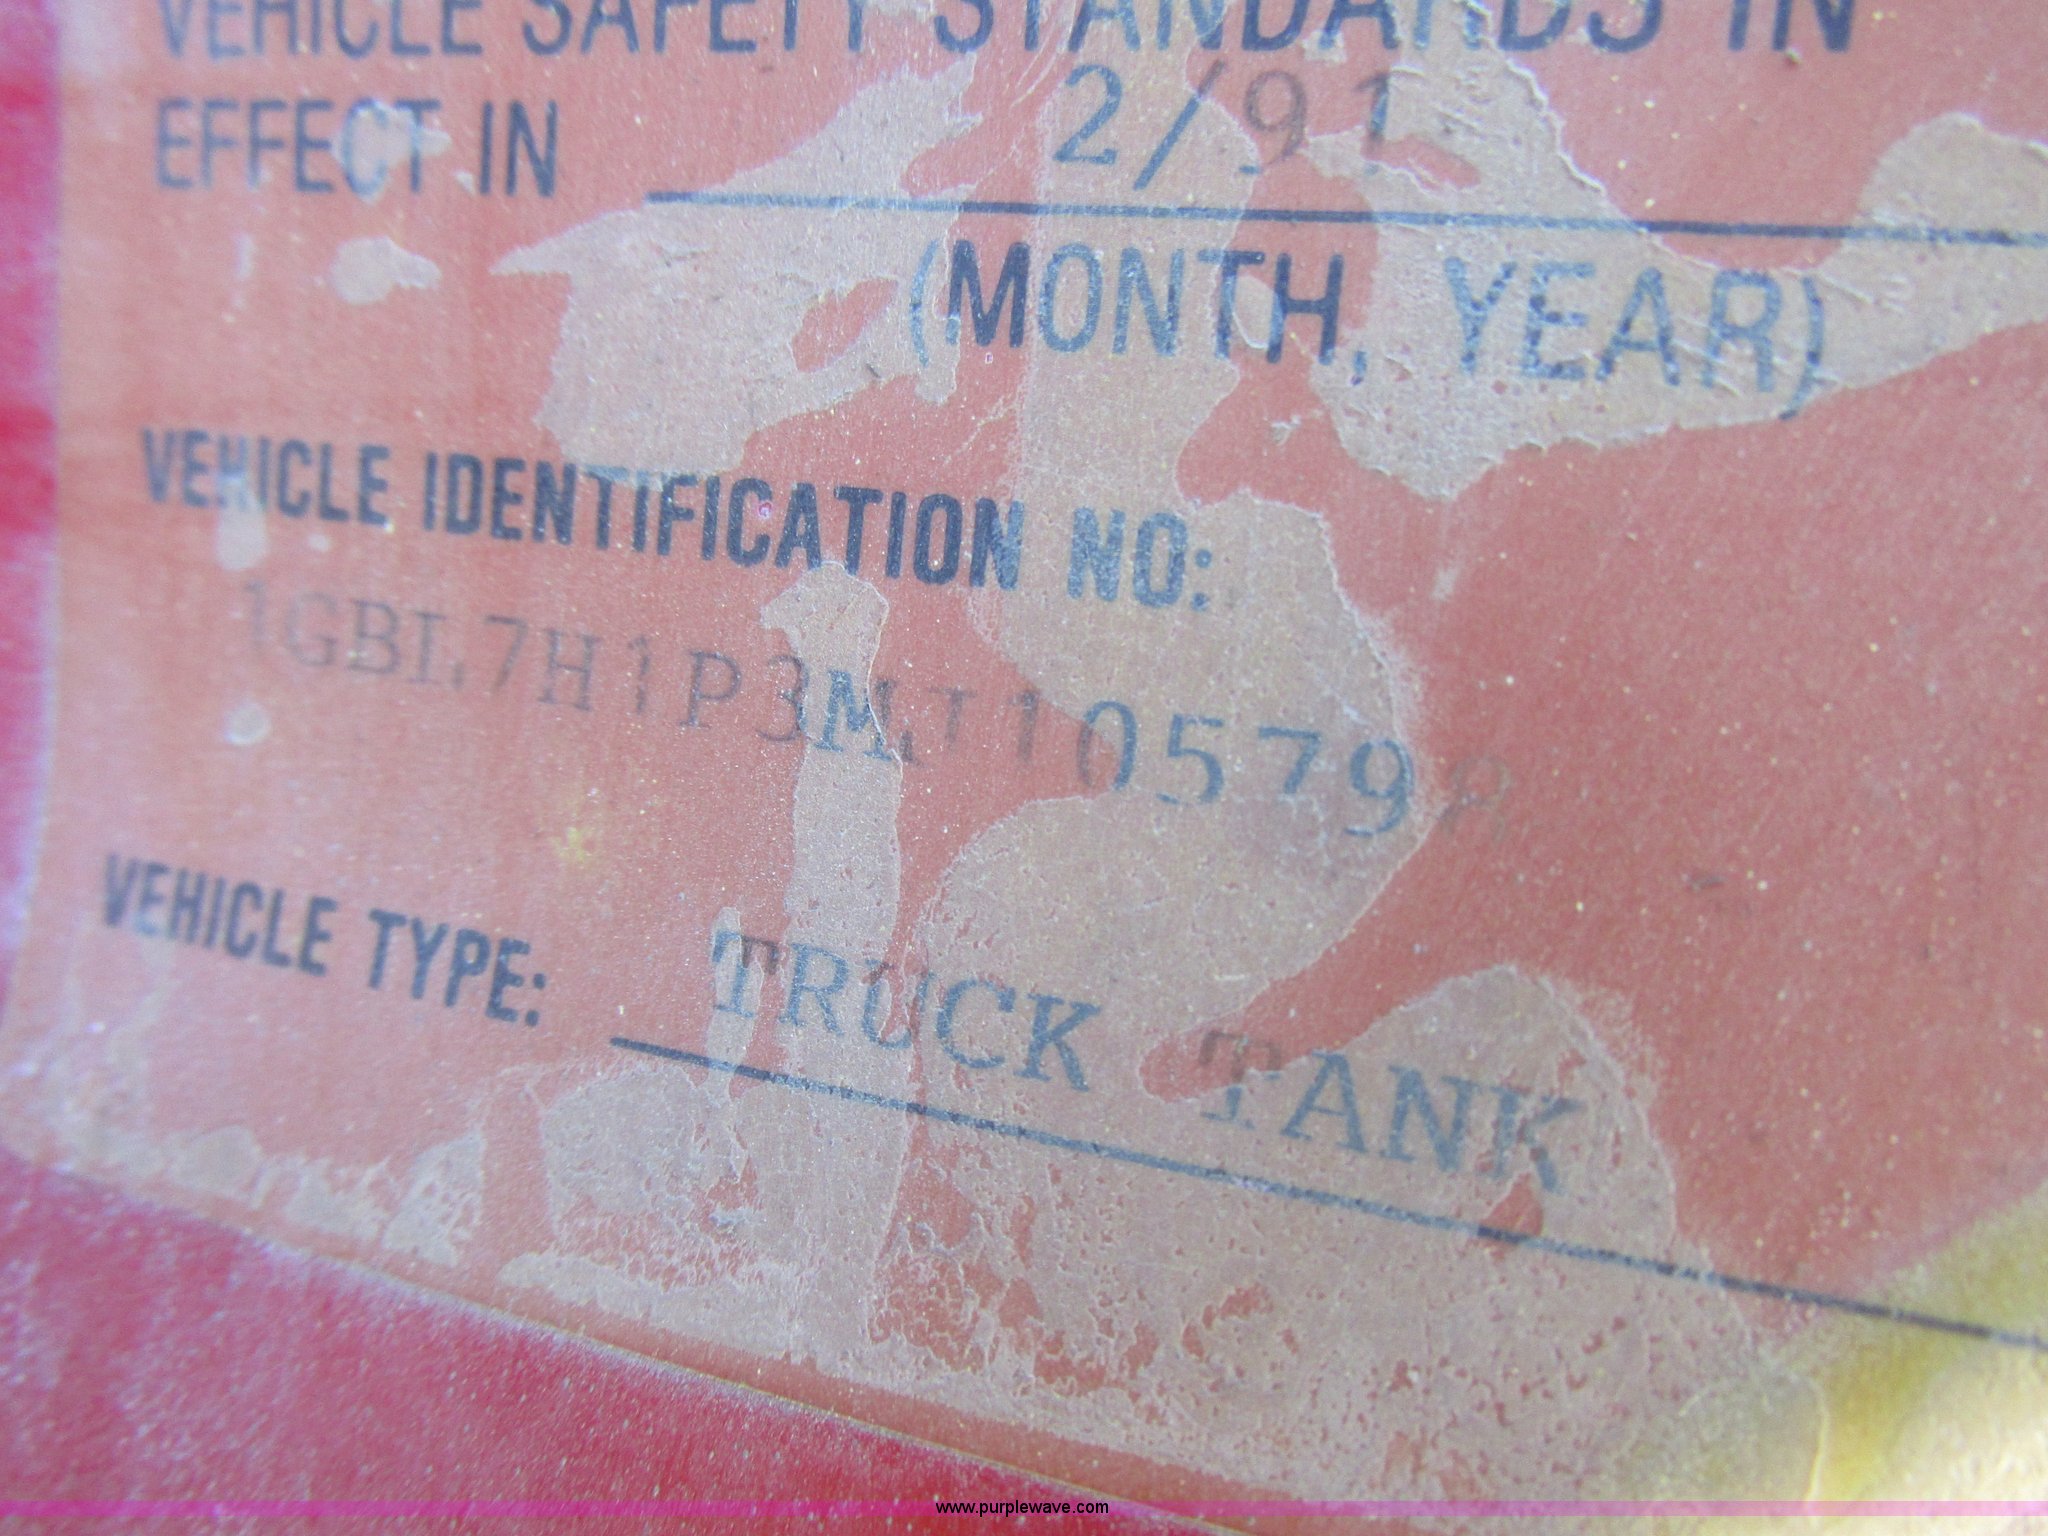 VEHICLE SAFETY STANDARDS IN
EFFECT IN 2/91
(MONTH, YEAR)
VEHICLE IDENTIFICATION NO:
1GBL7H1P3MJ105798
VEHICLE TYPE: TRUCK TANK
www.purplewave.com